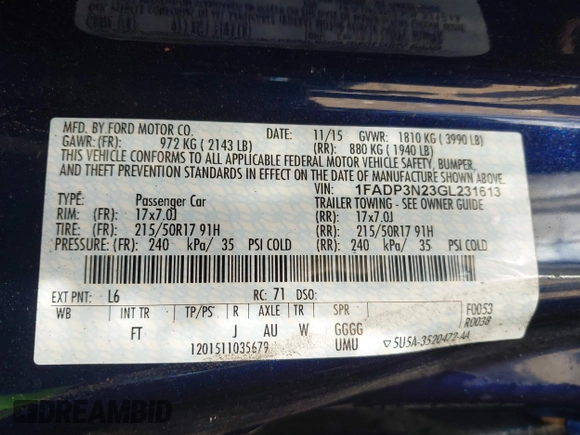 MFD. BY FORD MOTOR CO. DATE: 11/15 GVWR: 1810 KG ( 3990 LB)
GAWR: (FR): 972 KG ( 2143 LB) (RR): 880 KG ( 1940 LB)
THIS VEHICLE CONFORMS TO ALL APPLICABLE FEDERAL MOTOR VEHICLE SAFETY, BUMPER,
AND THEFT PREVENTION STANDARDS IN EFFECT ON THE DATE OF MANUFACTURE SHOWN ABOVE.
VIN: 1FADP3N23GL231613
TYPE: Passenger Car TRAILER TOWING - SEE OWNER GUIDE
RIM: (FR): 17x7.0J (RR): 17x7.0J
TIRE: (FR): 215/50R17 91H (RR): 215/50R17 91H
PRESSURE: (FR): 240 kPa/ 35 PSI COLD (RR): 240 kPa/ 35 PSI COLD
EXT PNT: L6 RC: 71 DSO: F0053
WB INT TR TP/PS R AXLE TR SPR R0038
FT J AU W GGGG
1201511035679 UMU ▽5U5A-3520472-AA
DREAMBID